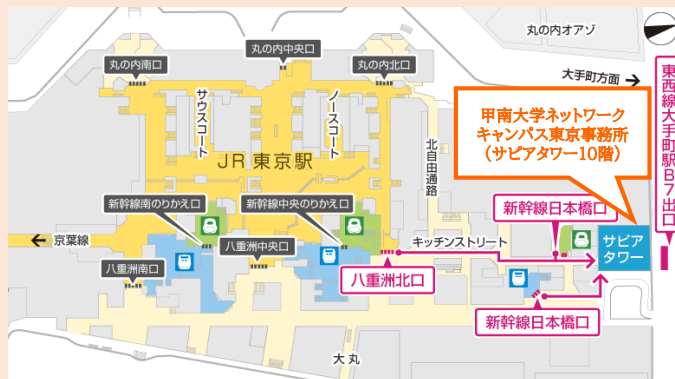 丸の内オアゾ
丸の内中央口
丸の内南口
丸の内北口
大手町方面
東西線大手町駅B7出口
甲南大学ネットワーク
キャンパス東京事務所
(サピアタワー10階)
サウスコート
ノースコート
JR東京駅
北自由通路
新幹線南のりかえ口
新幹線中央のりかえ口
新幹線日本橋口
京葉線
八重洲中央口
キッチンストリート
サピア
タワー
八重洲南口
八重洲北口
新幹線日本橋口
大丸